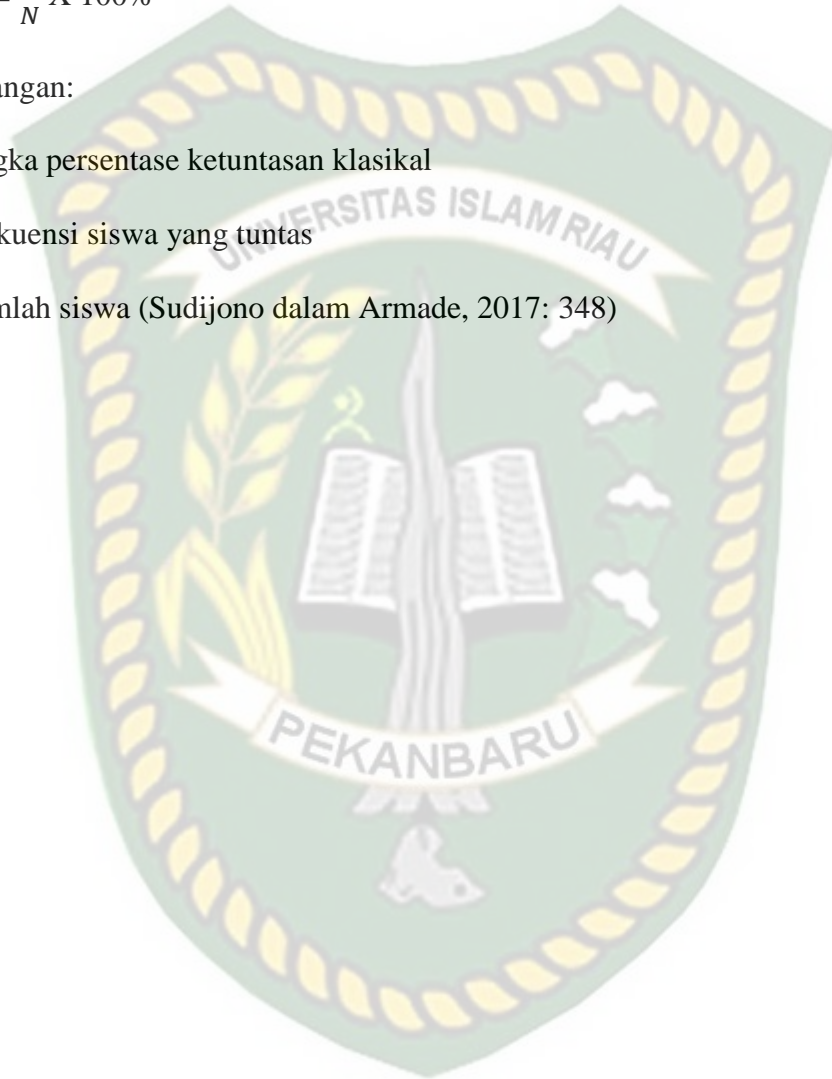 N X 100%
angan:
gka persentase ketuntasan klasikal
kuensi siswa yang tuntas
mlah siswa (Sudijono dalam Armade, 2017: 348)
UNIVERSITAS ISLAM RIAU
PEKANBARU